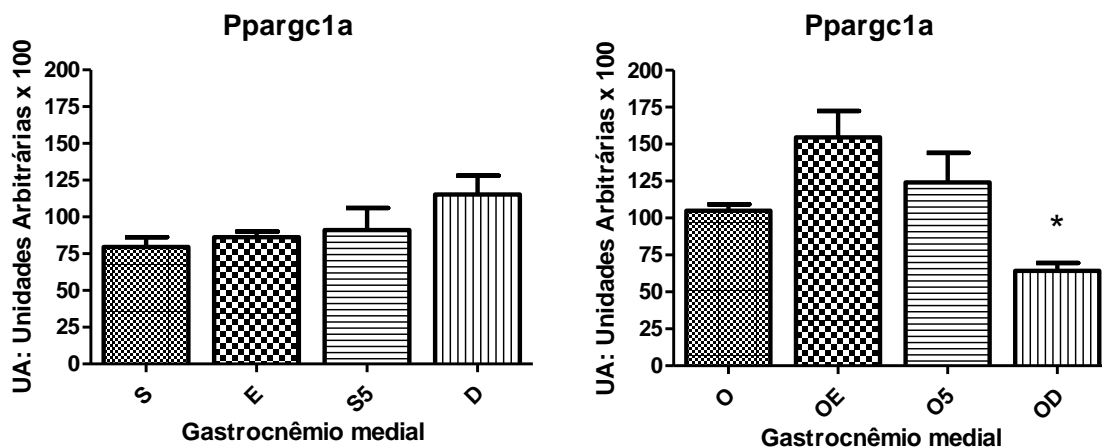 Ppargc1a
UA: Unidades Arbitrárias x 100
200
175
150
125
100
75
50
25
0
S
E
S5
D
Gastrocnêmio medial
Ppargc1a
UA: Unidades Arbitrárias x 100
200
175
150
125
100
75
50
25
0
*
O
OE
O5
OD
Gastrocnêmio medial